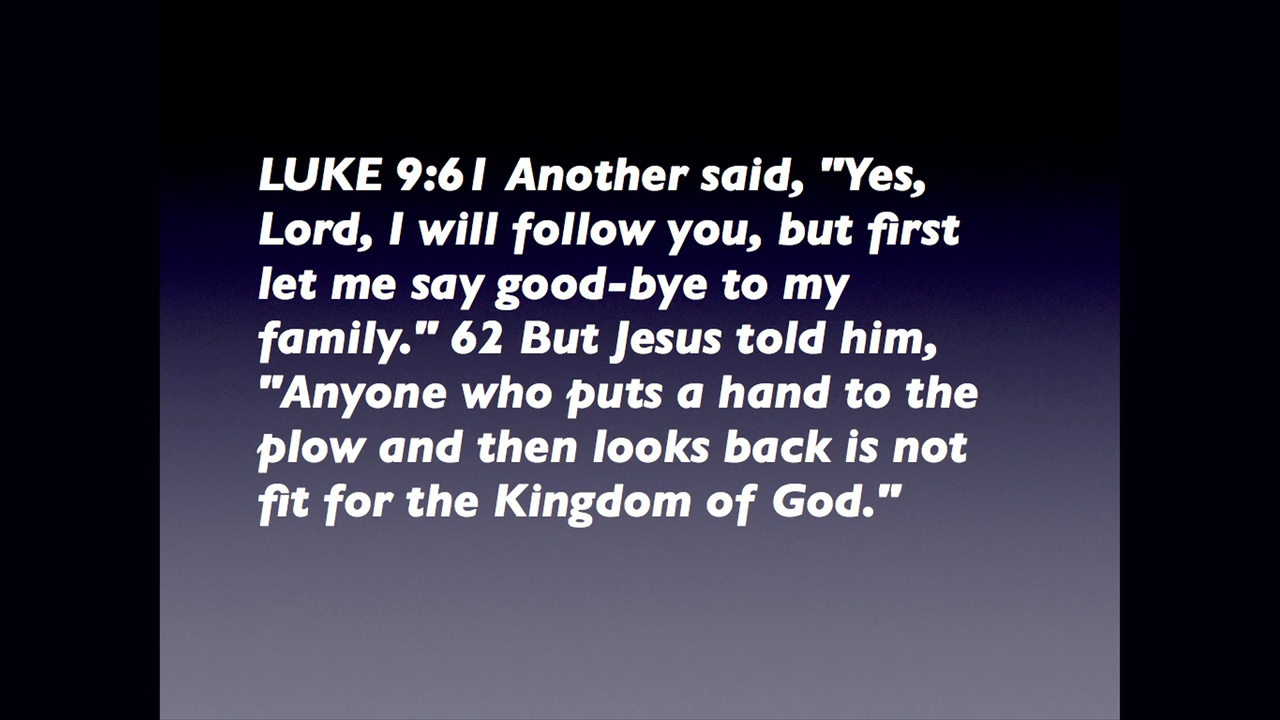 LUKE 9:61 Another said, "Yes,
Lord, I will follow you, but first
let me say good-bye to my
family." 62 But Jesus told him,
"Anyone who puts a hand to the
plow and then looks back is not
fit for the Kingdom of God."